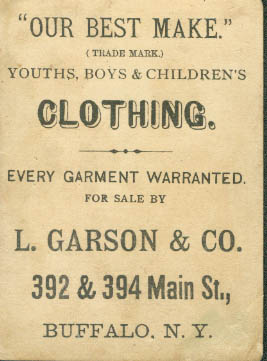 "OUR BEST MAKE."
(TRADE MARK.)
YOUTHS, BOYS & CHILDREN'S
CLOTHING.
EVERY GARMENT WARRANTED.
FOR SALE BY
L. GARSON & CO.
392 & 394 Main St.,
BUFFALO, N. Y.